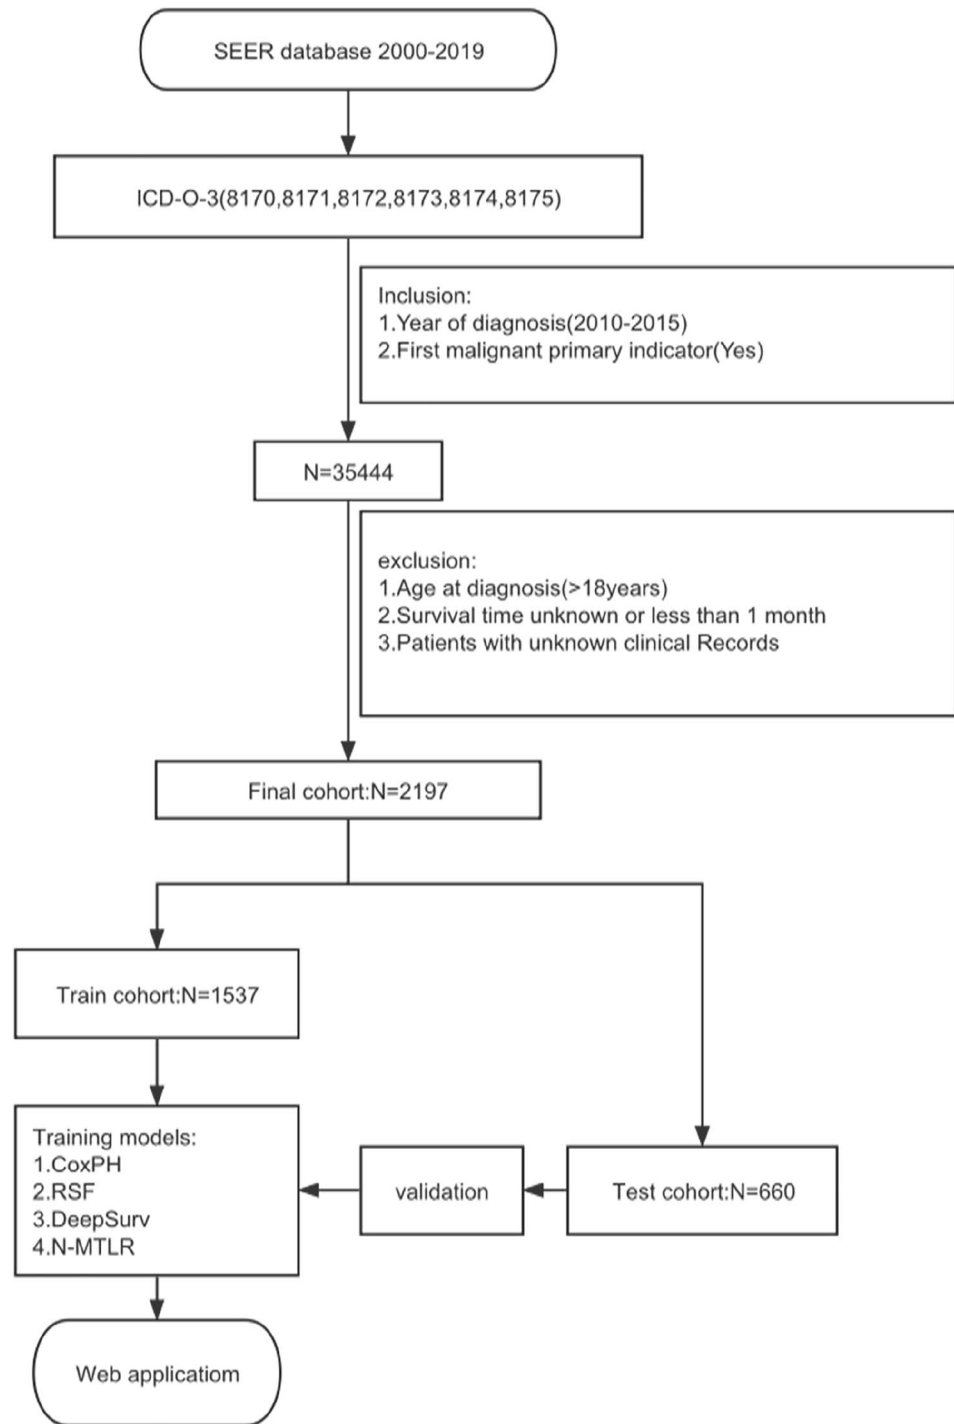 SEER database 2000-2019
ICD-O-3(8170,8171,8172,8173,8174,8175)
Inclusion:
1.Year of diagnosis(2010-2015)
2.First malignant primary indicator(Yes)
N=35444
exclusion:
1.Age at diagnosis(>18years)
2.Survival time unknown or less than 1 month
3.Patients with unknown clinical Records
Final cohort:N=2197
Train cohort:N=1537
Training models:
1.CoxPH
2.RSF
3.DeepSurv
4.N-MTLR
validation
Test cohort:N=660
Web applicatiom